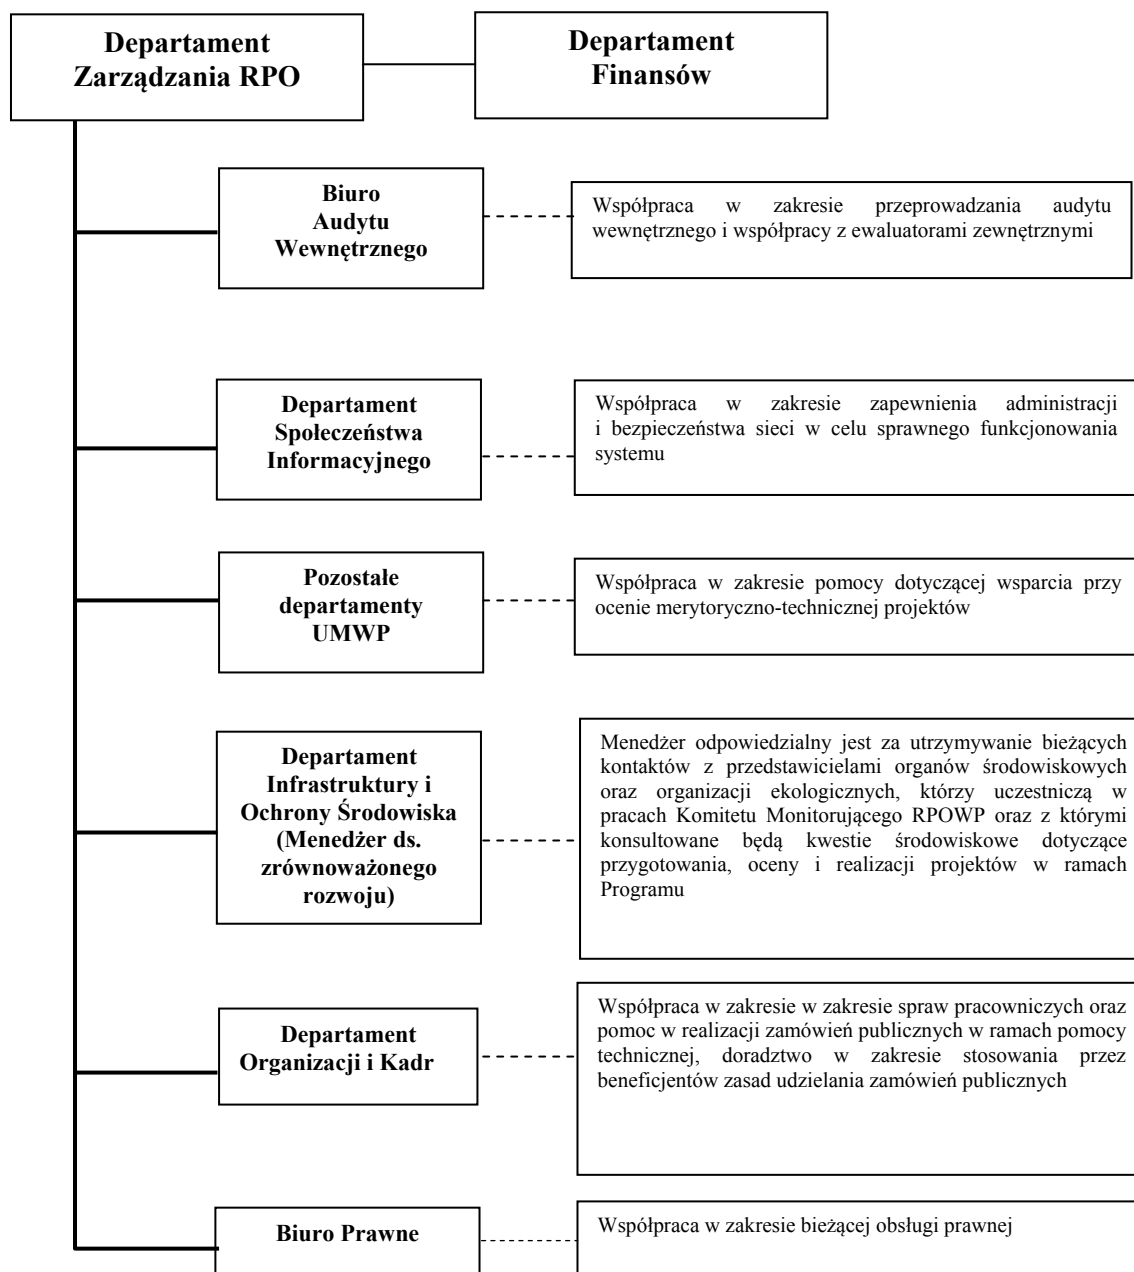 Departament
Zarządzania RPO
Departament
Finansów
Biuro
Audytu
Wewnętrznego
Współpraca w zakresie przeprowadzania audytu
wewnętrznego i współpracy z ewaluatorami zewnętrznymi
Departament
Społeczeństwa
Informacyjnego
Współpraca w zakresie zapewnienia administracji
i bezpieczeństwa sieci w celu sprawnego funkcjonowania
systemu
Pozostałe
departamenty
UMWP
Współpraca w zakresie pomocy dotyczącej wsparcia przy
ocenie merytoryczno-technicznej projektów
Departament
Infrastruktury i
Ochrony Środowiska
(Menedżer ds.
zrównoważonego
rozwoju)
Menedżer odpowiedzialny jest za utrzymywanie bieżących
kontaktów z przedstawicielami organów środowiskowych
oraz organizacji ekologicznych, którzy uczestniczą w
pracach Komitetu Monitorującego RPOWP oraz z którymi
konsultowane będą kwestie środowiskowe dotyczące
przygotowania, oceny i realizacji projektów w ramach
Programu
Departament
Organizacji i Kadr
Współpraca w zakresie w zakresie spraw pracowniczych oraz
pomoc w realizacji zamówień publicznych w ramach pomocy
technicznej, doradztwo w zakresie stosowania przez
beneficjentów zasad udzielania zamówień publicznych
Biuro Prawne
Współpraca w zakresie bieżącej obsługi prawnej